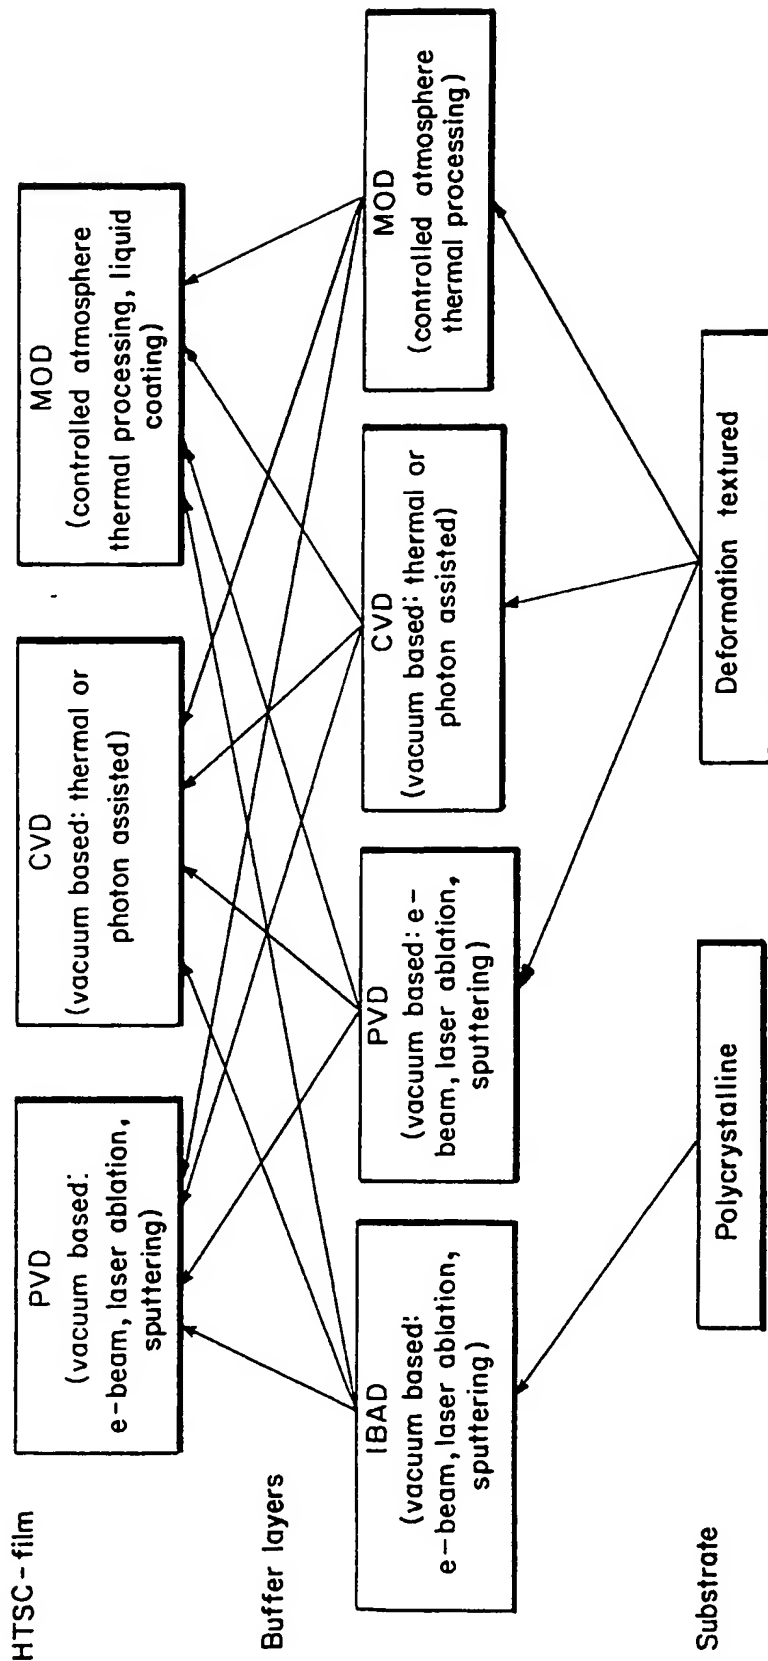 HTSC-film
PVD
(vacuum based:
e-beam, laser ablation,
sputtering)
CVD
(vacuum based: thermal or
photon assisted)
MOD
(controlled atmosphere
thermal processing, liquid
coating)
Buffer layers
IBAD
(vacuum based:
e-beam, laser ablation,
sputtering)
PVD
(vacuum based: e-
beam, laser ablation,
sputtering)
CVD
(vacuum based: thermal or
photon assisted)
MOD
(controlled atmosphere
thermal processing)
Substrate
Polycrystalline
Deformation textured